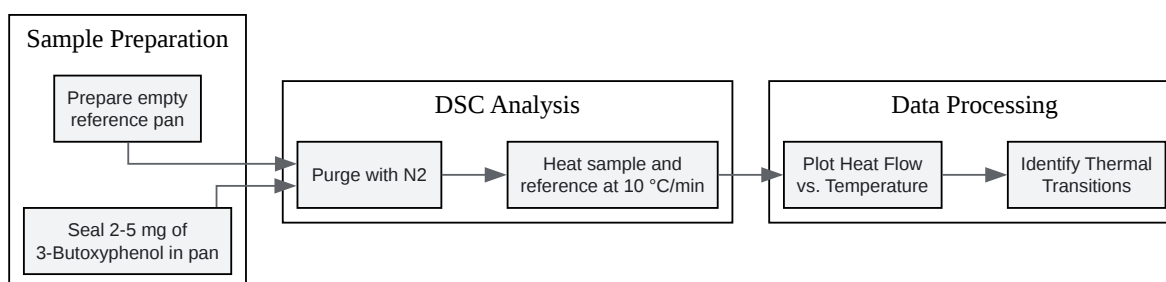 Sample Preparation
Prepare empty
reference pan
Seal 2-5 mg of
3-Butoxyphenol in pan
DSC Analysis
Purge with N2
Heat sample and
reference at 10 °C/min
Data Processing
Plot Heat Flow
vs. Temperature
Identify Thermal
Transitions